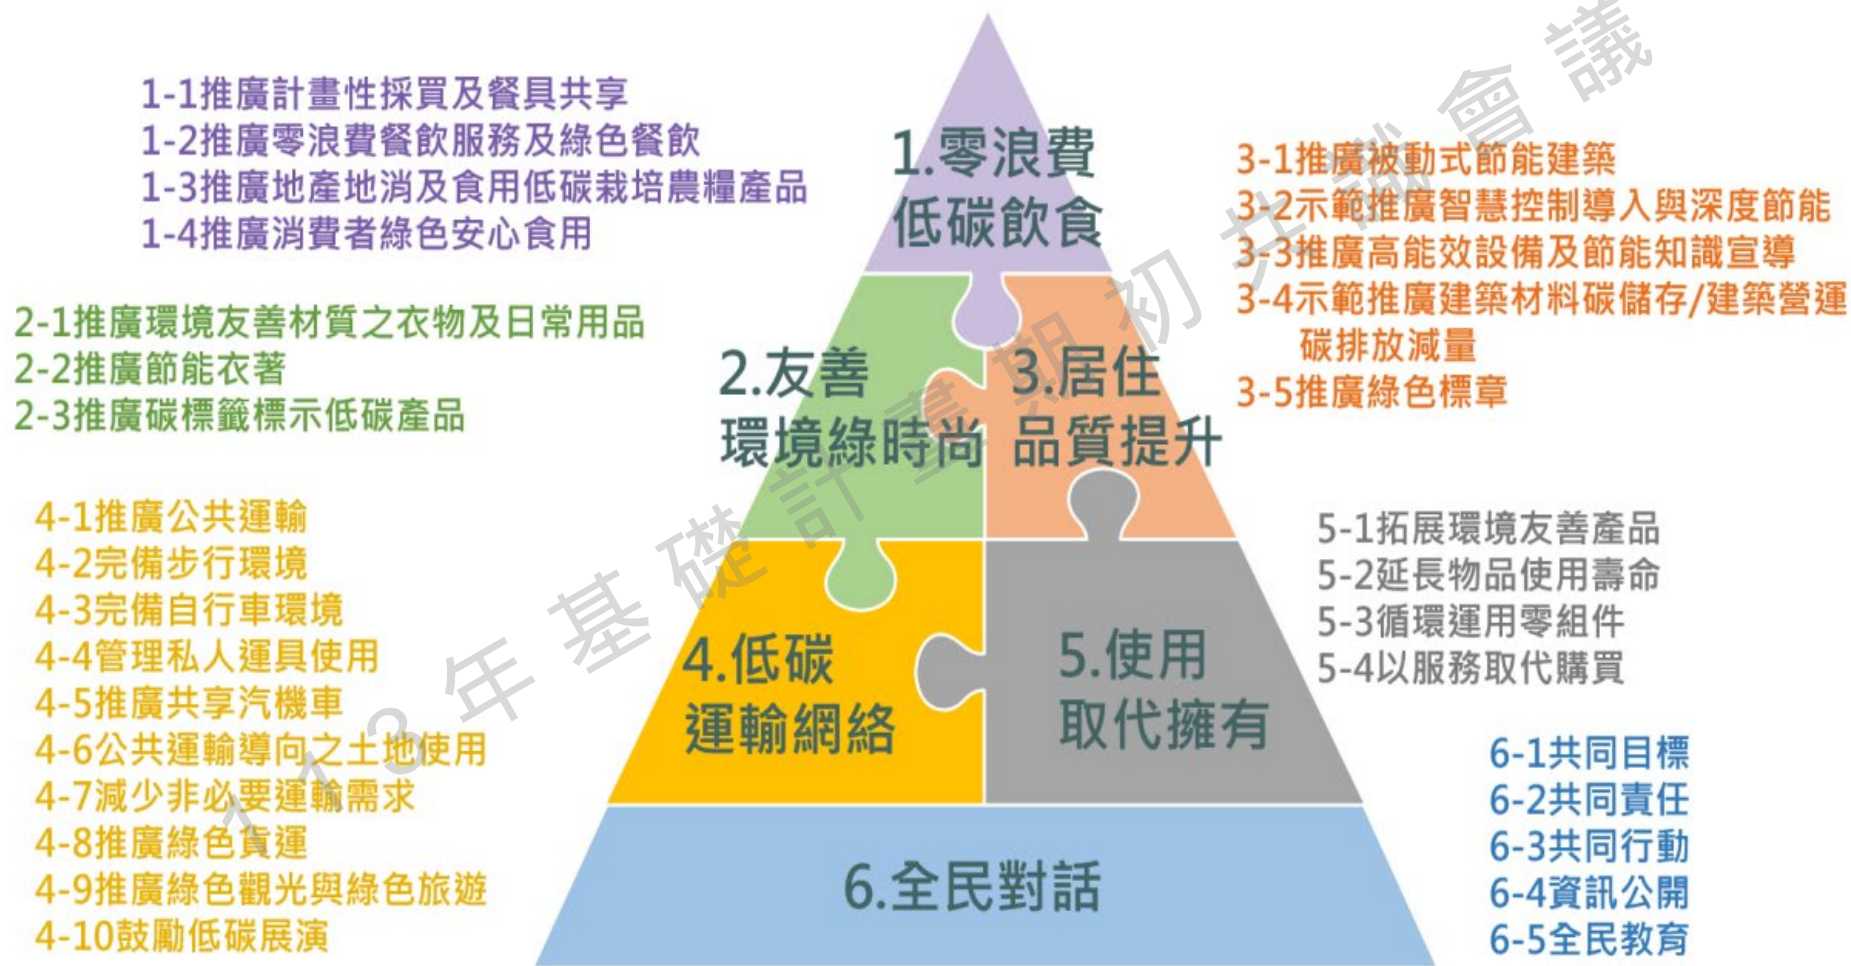 1-1推廣計畫性採買及餐具共享
1-2推廣零浪費餐飲服務及綠色餐飲
1-3推廣地產地消及食用低碳栽培農糧產品
1-4推廣消費者綠色安心食用
1.零浪費
低碳飲食
2-1推廣環境友善材質之衣物及日常用品
2-2推廣節能衣著
2-3推廣碳標籤標示低碳產品
2.友善
環境綠時尚
3.居住
品質提升
3-1推廣被動式節能建築
3-2示範推廣智慧控制導入與深度節能
3-3推廣高能效設備及節能知識宣導
3-4示範推廣建築材料碳儲存/建築營運
碳排放減量
3-5推廣綠色標章
4-1推廣公共運輸
4-2完備步行環境
4-3完備自行車環境
4-4管理私人運具使用
4-5推廣共享汽機車
4-6公共運輸導向之土地使用
4-7減少非必要運輸需求
4-8推廣綠色貨運
4-9推廣綠色觀光與綠色旅遊
4-10鼓勵低碳展演
4.低碳
運輸網絡
5.使用
取代擁有
5-1拓展環境友善產品
5-2延長物品使用壽命
5-3循環運用零組件
5-4以服務取代購買
6.全民對話
6-1共同目標
6-2共同責任
6-3共同行動
6-4資訊公開
6-5全民教育
113年基礎計畫期初共識會議